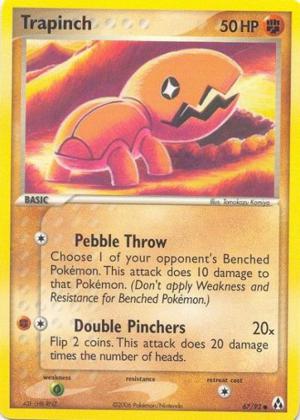 Trapinch
50 HP
BASIC
Illus. Tomokazu Komiya
Pebble Throw
Choose 1 of your opponent's Benched
Pokémon. This attack does 10 damage to
that Pokémon. (Don't apply Weakness and
Resistance for Benched Pokémon.)
Double Pinchers 20x
Flip 2 coins. This attack does 20 damage
times the number of heads.
weakness resistance retreat cost
©2006 Pokémon/Nintendo 67/92